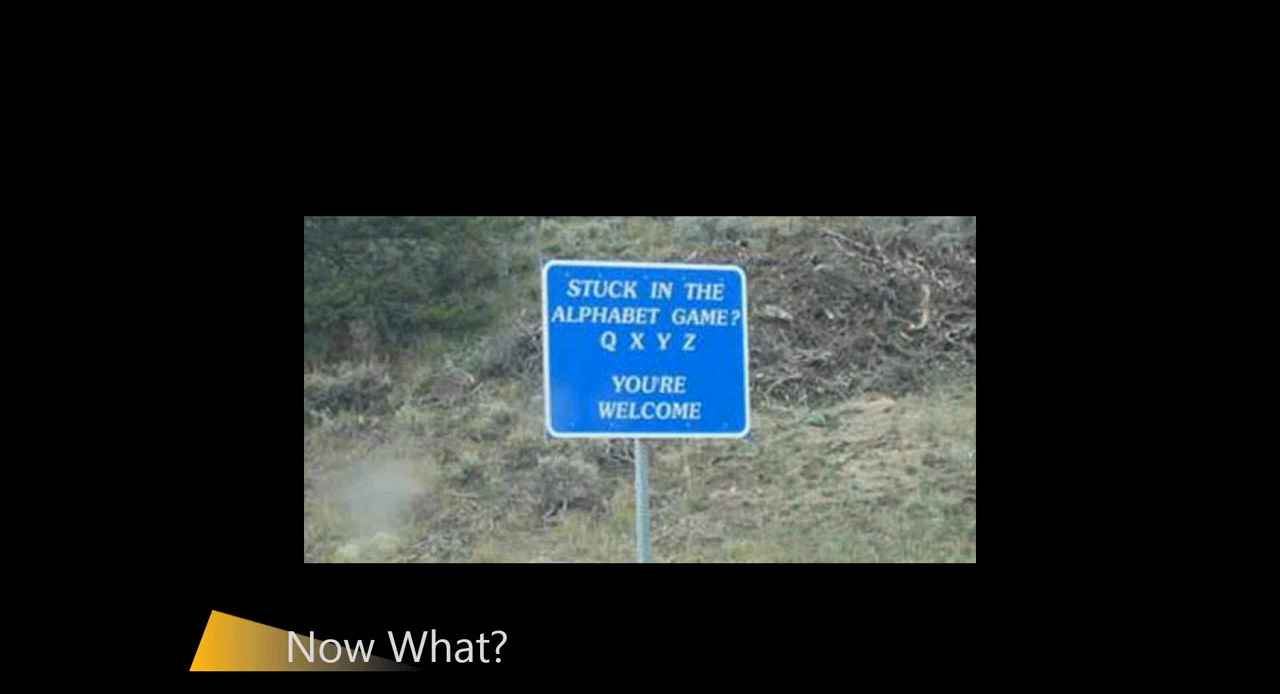 STUCK IN THE
ALPHABET GAME?
Q X Y Z
YOU'RE
WELCOME
Now What?